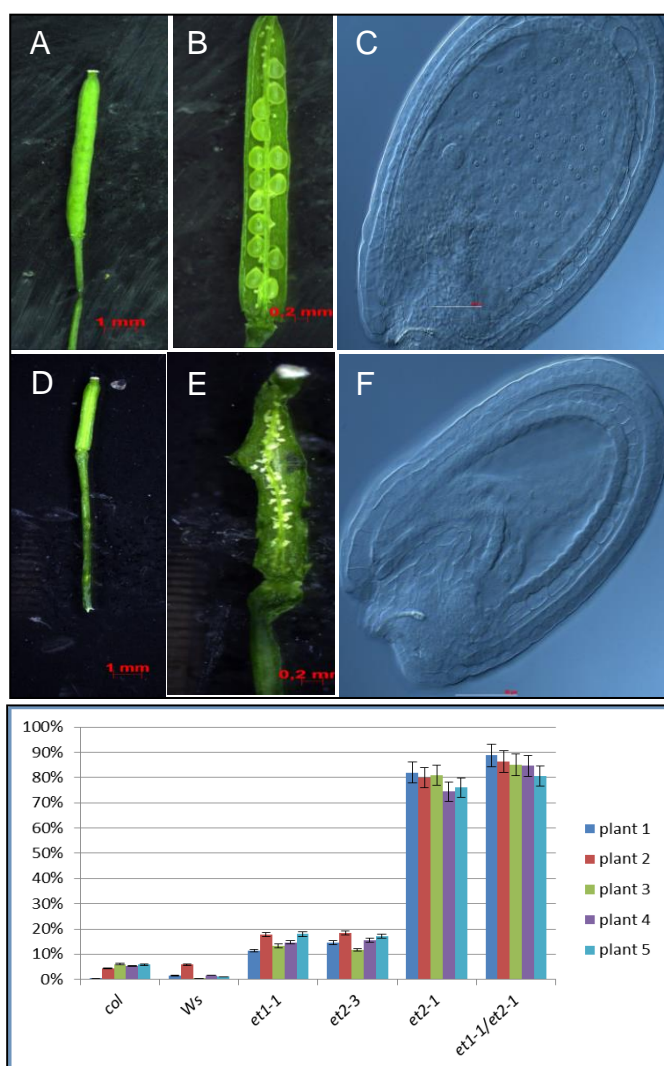 A
B
C
1 mm
0,2 mm
D
E
F
1 mm
0,2 mm
100%
90%
80%
70%
60%
50%
40%
30%
20%
10%
0%
col
Ws
et1-1
et2-3
et2-1
et1-1/et2-1
plant 1
plant 2
plant 3
plant 4
plant 5